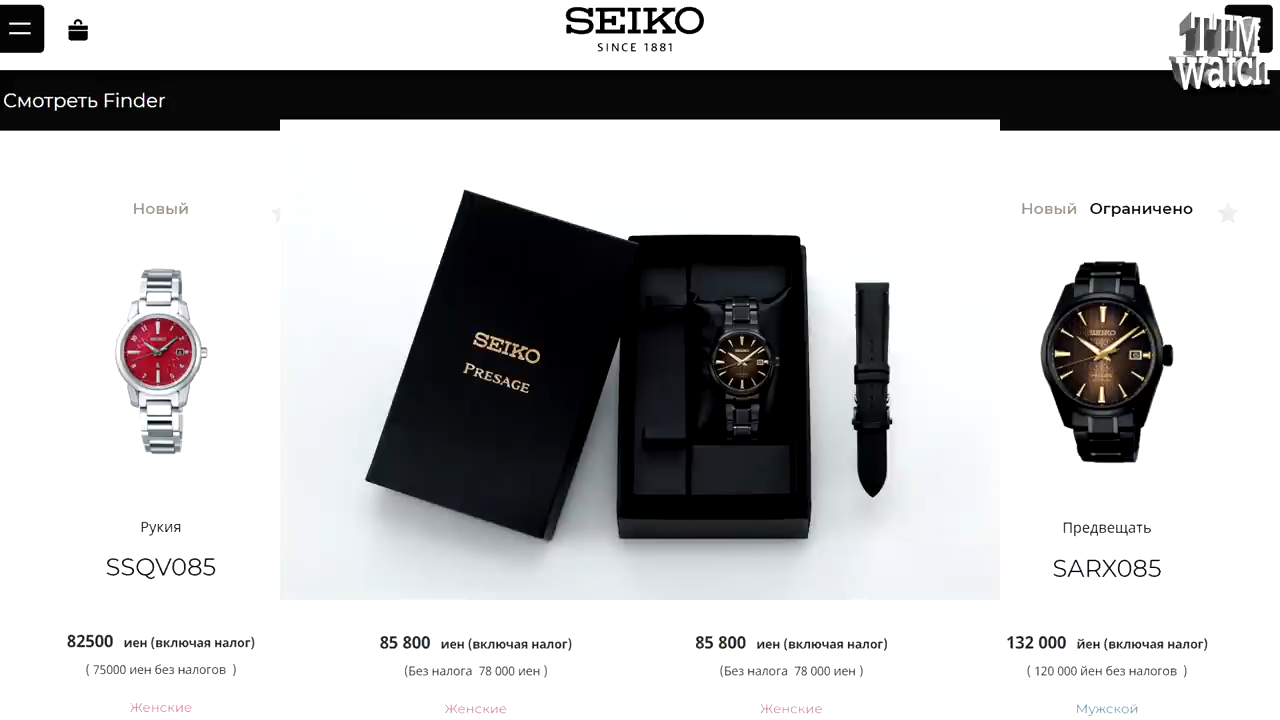 SEIKO
SINCE 1881
TTM
watch
Смотреть Finder
Новый
Новый Ограничено
SEIKO
PRESAGE
SEIKO
Рукия
Предвещать
SSQV085
SARX085
82500 иен (включая налог)
85 800 иен (включая налог)
85 800 иен (включая налог)
132 000 йен (включая налог)
( 75000 иен без налогов )
(Без налога 78 000 иен )
(Без налога 78 000 иен )
( 120 000 йен без налогов )
Женские
Женские
Женские
Мужской